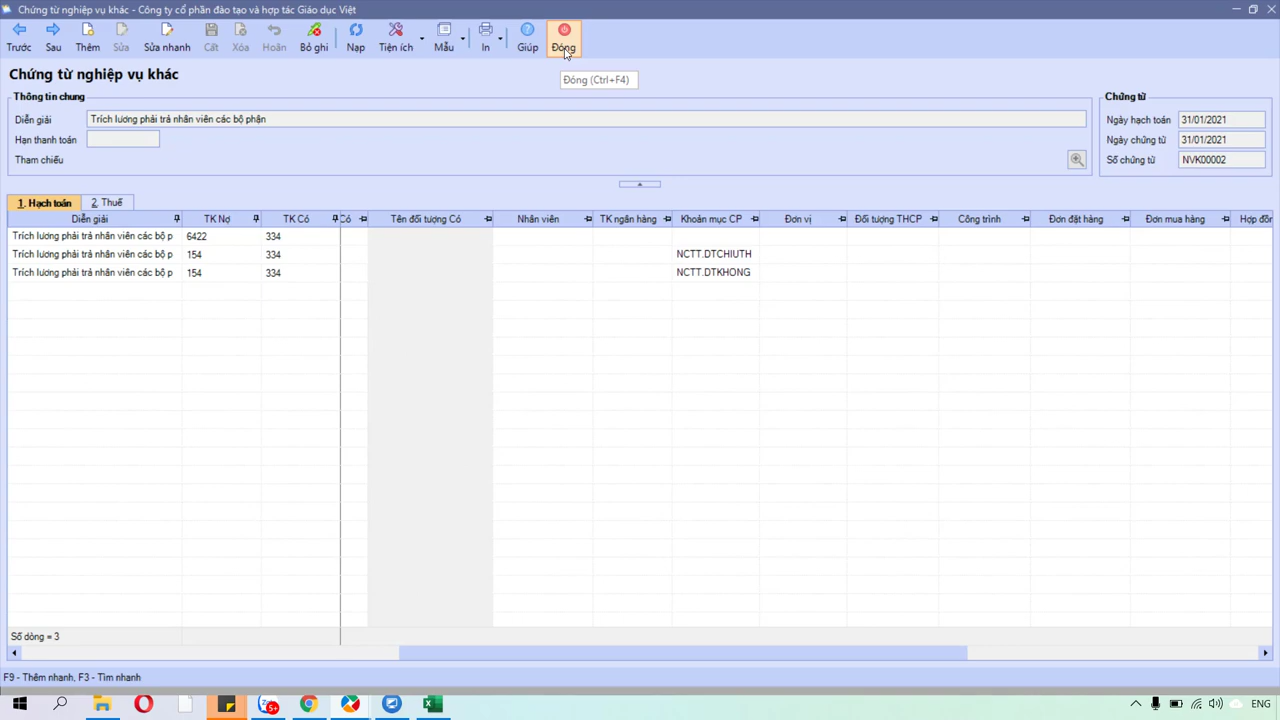 Chứng từ nghiệp vụ khác - Công ty cổ phần đào tạo và hợp tác Giáo dục Việt
Trước Sau Thêm Sửa Sửa nhanh Cất Xóa Hoãn Bỏ ghi Nạp Tiện ích Mẫu In Giúp Đóng
Đóng (Ctrl+F4)
Chứng từ nghiệp vụ khác
Thông tin chung
Chứng từ
Diễn giải Trích lương phải trả nhân viên các bộ phận
Ngày hạch toán 31/01/2021
Hạn thanh toán
Ngày chứng từ 31/01/2021
Tham chiếu
Số chứng từ NVK00002
1. Hạch toán 2. Thuế
Diễn giải TK Nợ TK Có Có Tên đối tượng Có Nhân viên TK ngân hàng Khoản mục CP Đơn vị Đối tượng THCP Công trình Đơn đặt hàng Đơn mua hàng Hợp đồn
Trích lương phải trả nhân viên các bộ p 6422 334
Trích lương phải trả nhân viên các bộ p 154 334 NCTT.DTCHIUTH
Trích lương phải trả nhân viên các bộ p 154 334 NCTT.DTKHONG
Số dòng = 3
F9 - Thêm nhanh, F3 - Tìm nhanh
5+
ENG